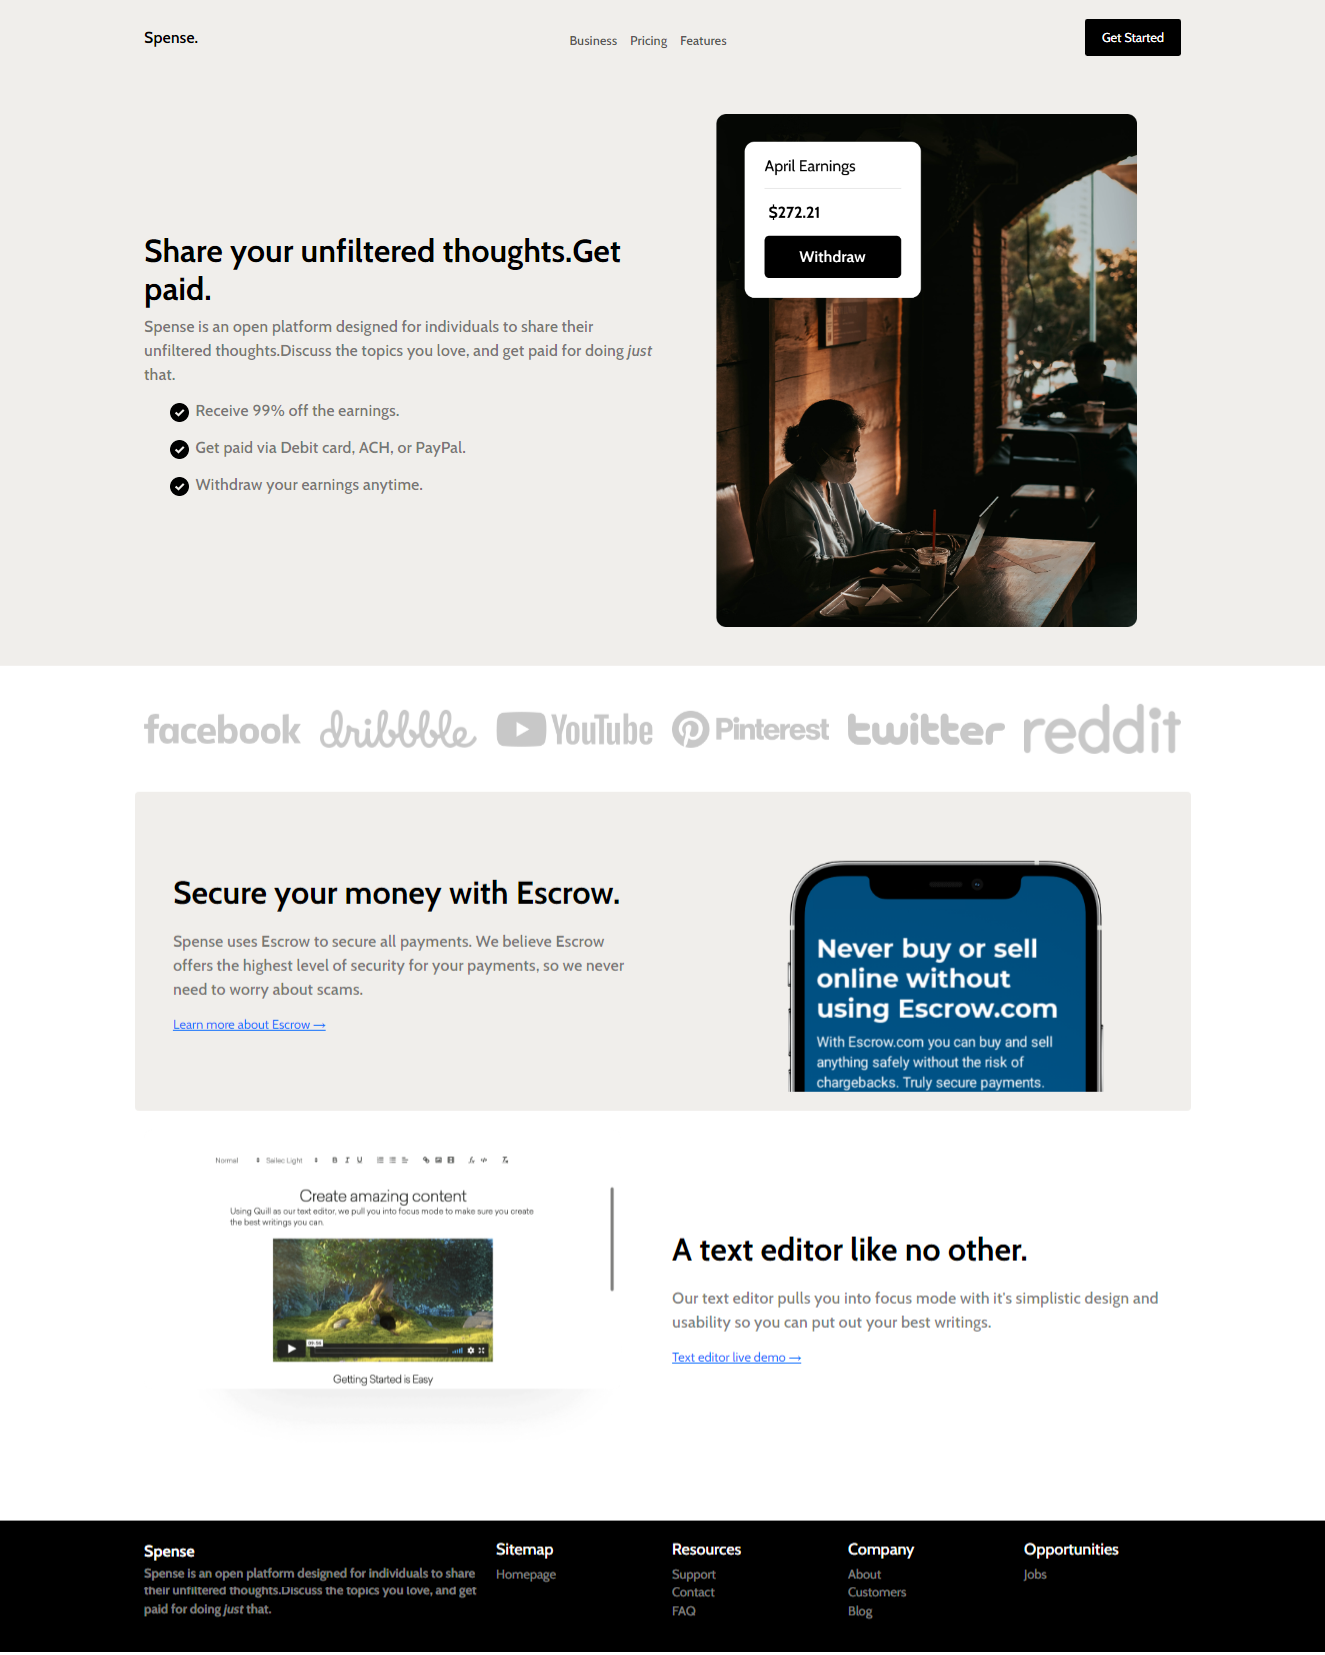 Spense.
Business Pricing Features
Get Started
April Earnings
$272.21
Withdraw
Share your unfiltered thoughts.Get
paid.
Spense is an open platform designed for individuals to share their
unfiltered thoughts.Discuss the topics you love, and get paid for doing just
that.
Receive 99% off the earnings.
Get paid via Debit card, ACH, or PayPal.
Withdraw your earnings anytime.
facebook dribbble YouTube Pinterest twitter reddit
Secure your money with Escrow.
Spense uses Escrow to secure all payments. We believe Escrow
offers the highest level of security for your payments, so we never
need to worry about scams.
Learn more about Escrow →
Never buy or sell
online without
using Escrow.com
With Escrow.com you can buy and sell
anything safely without the risk of
chargebacks. Truly secure payments.
Normal Sailec Light B I U
Create amazing content
Using Quill as our text editor, we pull you into focus mode to make sure you create
the best writings you can.
09:56
Getting Started is Easy
A text editor like no other.
Our text editor pulls you into focus mode with it's simplistic design and
usability so you can put out your best writings.
Text editor live demo →
Spense
Spense is an open platform designed for individuals to share
their unfiltered thoughts.Discuss the topics you love, and get
paid for doing just that.
Sitemap
Homepage
Resources
Support
Contact
FAQ
Company
About
Customers
Blog
Opportunities
Jobs